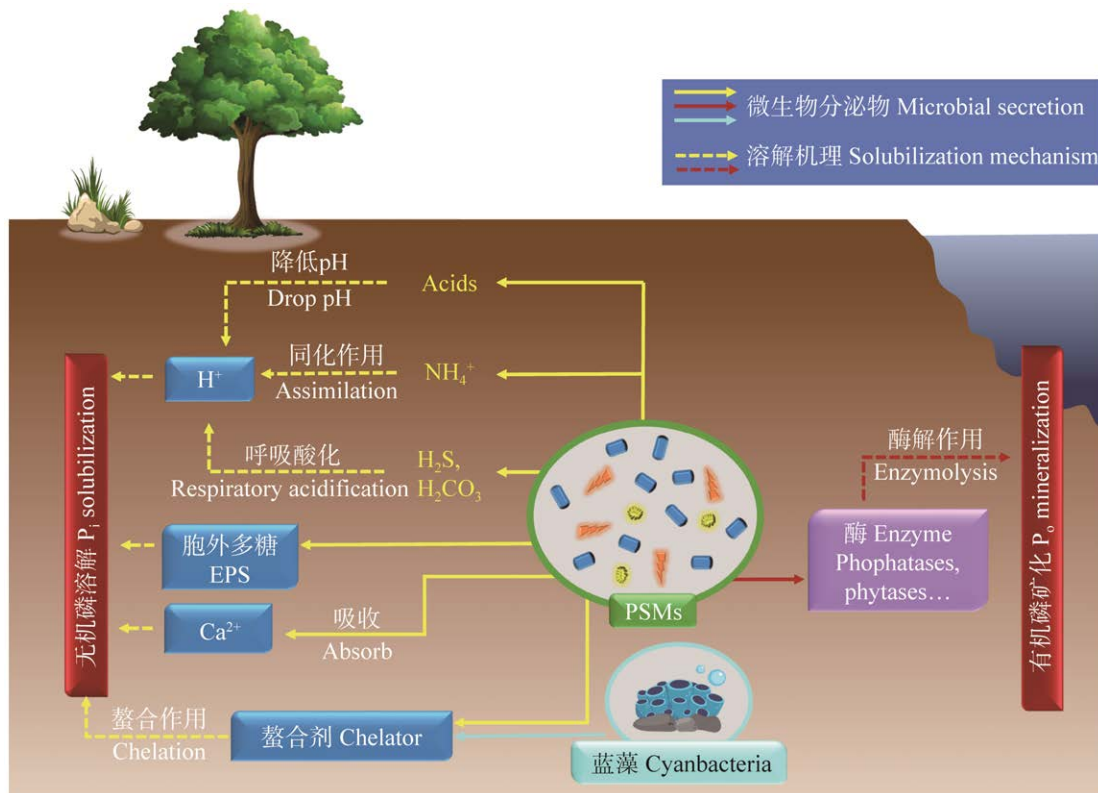 微生物分泌物 Microbial secretion
溶解机理 Solubilization mechanism
降低pH
Drop pH
Acids
同化作用
Assimilation
NH₄⁺
H⁺
呼吸酸化
Respiratory acidification
H₂S,
H₂CO₃
胞外多糖
EPS
Ca²⁺
吸收
Absorb
螯合作用
Chelation
螯合剂 Chelator
无机磷溶解 Pᵢ solubilization
PSMs
蓝藻 Cyanbacteria
酶解作用
Enzymolysis
酶 Enzyme
Phophatases,
phytases…
有机磷矿化 Pₒ mineralization